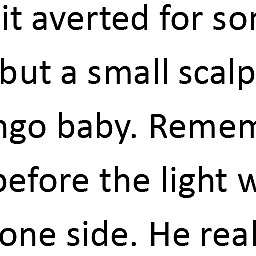 it averted for sor
but a small scalp
ngo baby. Remem
before the light w
one side. He real